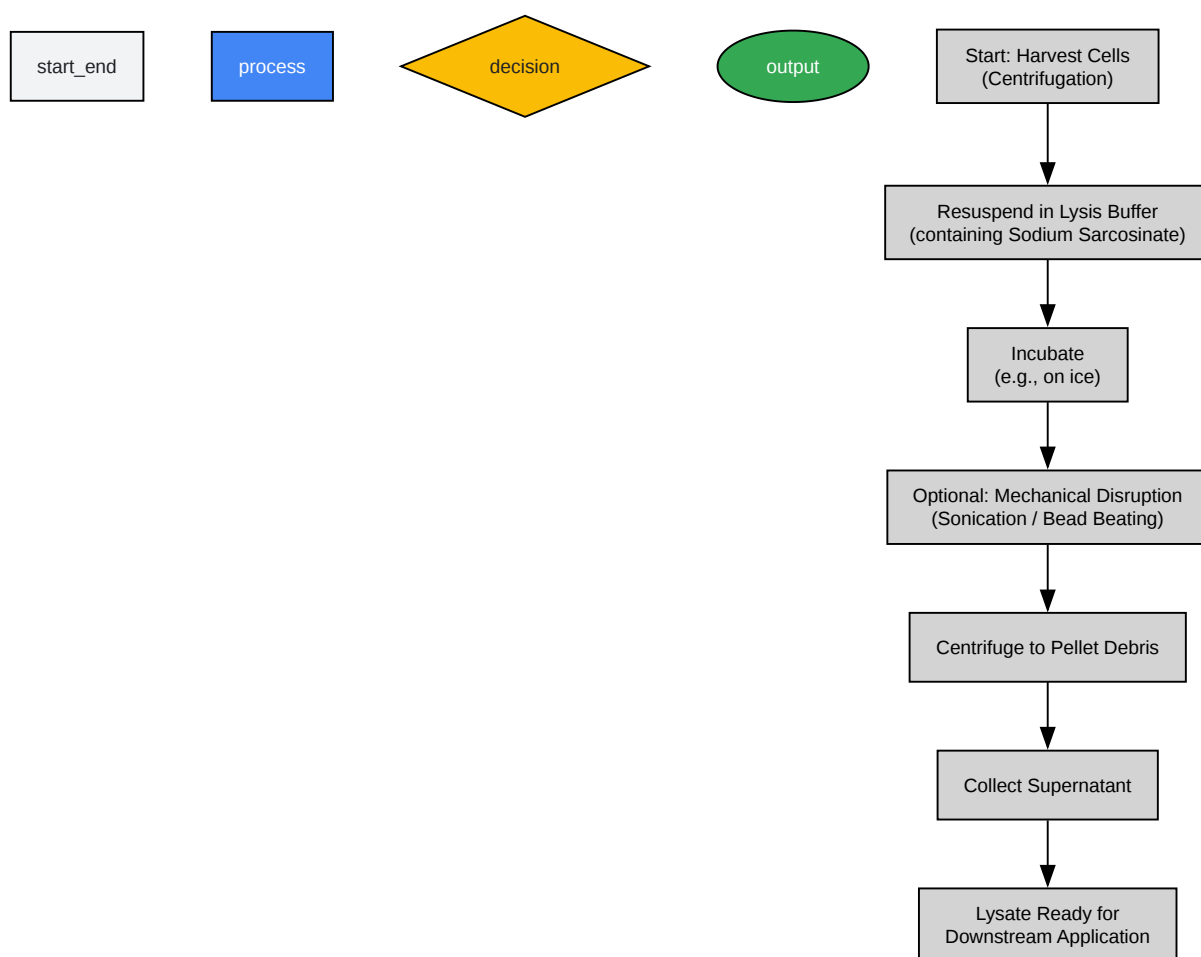 start_end
process
decision
output
Start: Harvest Cells
(Centrifugation)
Resuspend in Lysis Buffer
(containing Sodium Sarcosinate)
Incubate
(e.g., on ice)
Optional: Mechanical Disruption
(Sonication / Bead Beating)
Centrifuge to Pellet Debris
Collect Supernatant
Lysate Ready for
Downstream Application